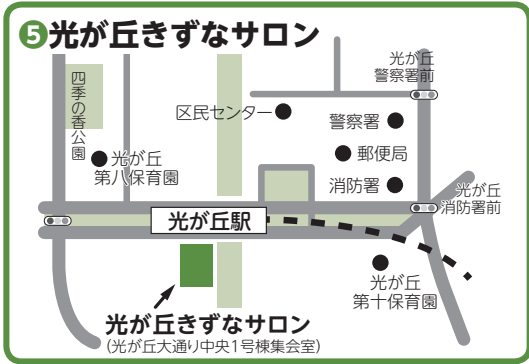 ❺光が丘きずなサロン
四季の香公園
光が丘
警察署前
区民センター
警察署
郵便局
光が丘
第八保育園
消防署
光が丘
消防署前
光が丘駅
光が丘
第十保育園
光が丘きずなサロン
(光が丘大通り中央1号棟集会室)